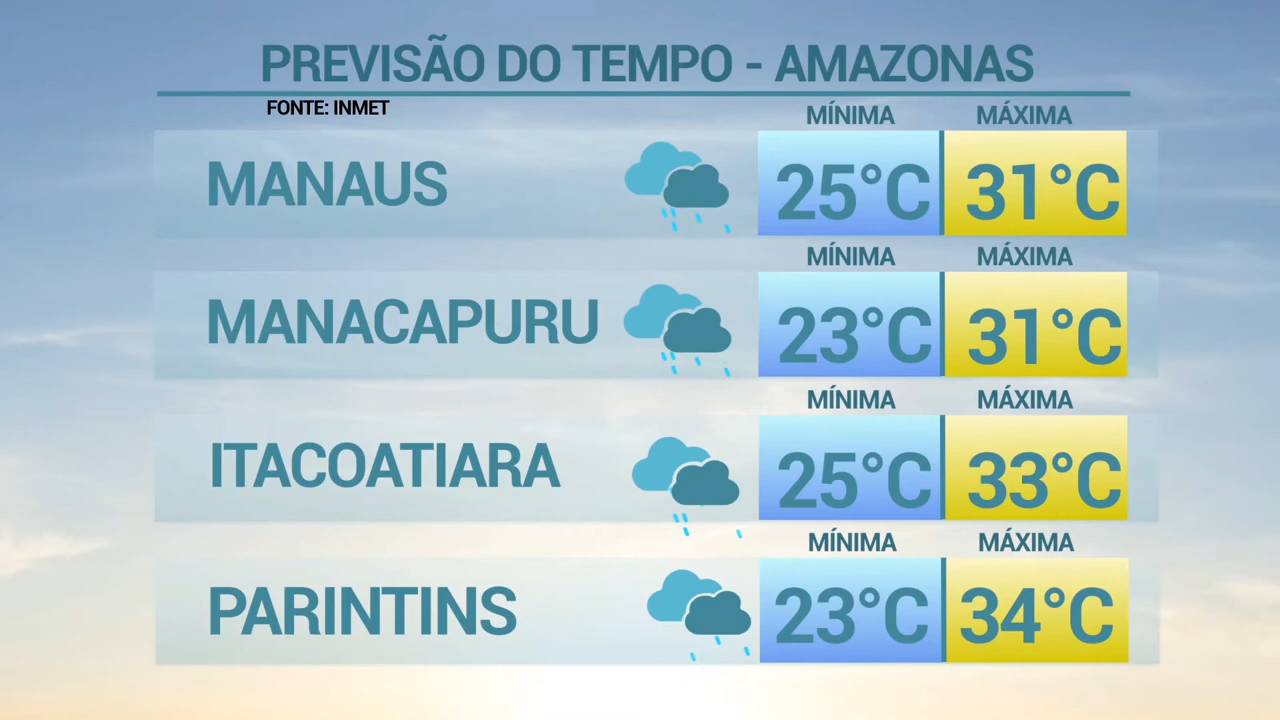 PREVISÃO DO TEMPO - AMAZONAS
FONTE: INMET
MÍNIMA MÁXIMA
MANAUS 25°C 31°C
MÍNIMA MÁXIMA
MANACAPURU 23°C 31°C
MÍNIMA MÁXIMA
ITACOATIARA 25°C 33°C
MÍNIMA MÁXIMA
PARINTINS 23°C 34°C